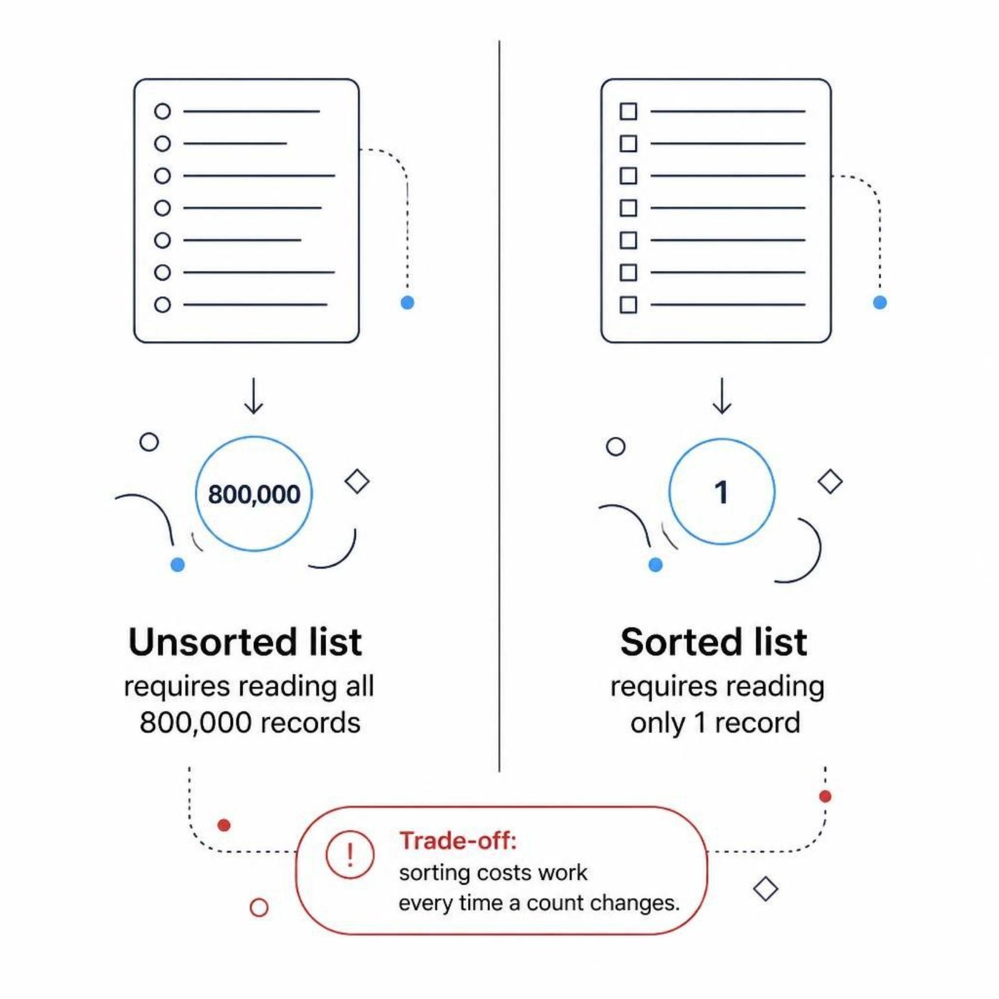 800,000
Unsorted list
requires reading all
800,000 records
1
Sorted list
requires reading
only 1 record
!
Trade-off:
sorting costs work
every time a count changes.